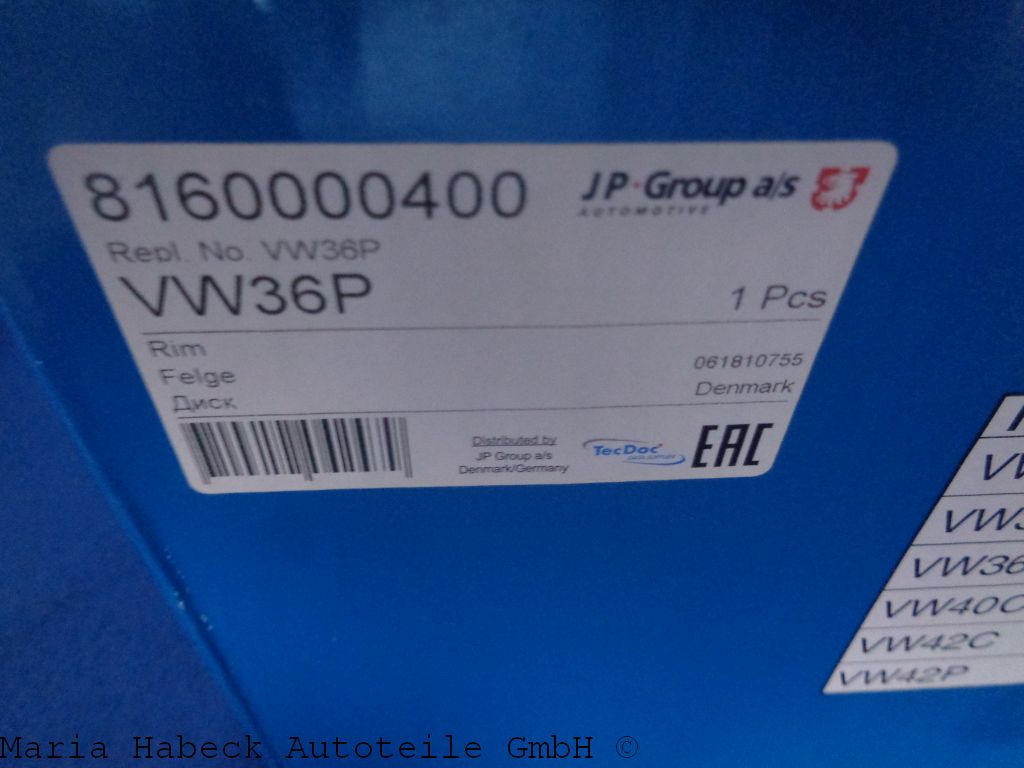 8160000400
JP Group a/s
AUTOMOTIVE
Repl. No. VW36P
VW36P
1 Pcs
Rim
Felge
Диск
061810755
Denmark
Distributed by
JP Group a/s
Denmark/Germany
TecDoc
EAC
VW36
VW40C
VW42C
VW42P
Maria Habeck Autoteile GmbH ©